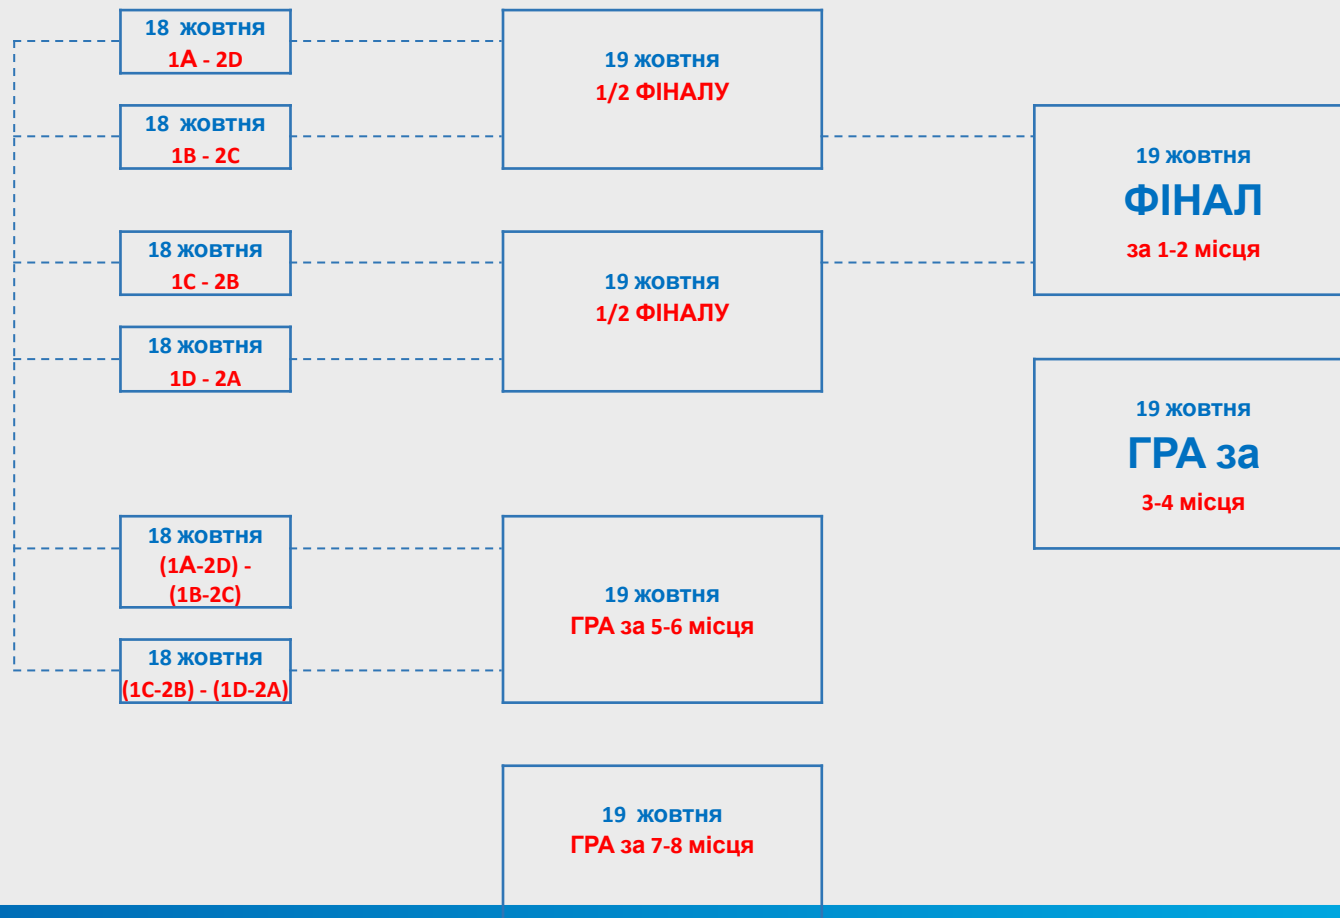 18 жовтня
1А - 2D
18 жовтня
1B - 2C
18 жовтня
1C - 2B
18 жовтня
1D - 2A
18 жовтня
(1А-2D) -
(1B-2C)
18 жовтня
(1C-2B) - (1D-2A)
19 жовтня
1/2 ФІНАЛУ
19 жовтня
1/2 ФІНАЛУ
19 жовтня
ГРА за 5-6 місця
19 жовтня
ГРА за 7-8 місця
19 жовтня
ФІНАЛ
за 1-2 місця
19 жовтня
ГРА за
3-4 місця